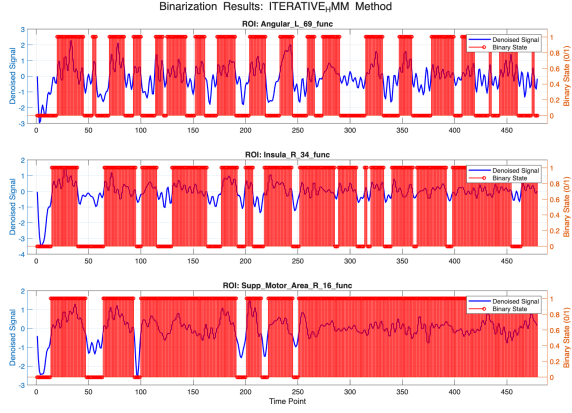 Binarization Results: ITERATIVE_HMM Method
ROI: Angular_L_69_func
Denoised Signal
3
2
1
0
-1
-2
-3
Denoised Signal
Binary State
1
0.8
0.6
0.4
0.2
0
Binary State (0/1)
0 50 100 150 200 250 300 350 400 450
ROI: Insula_R_34_func
Denoised Signal
2
1
0
-1
-2
-3
-4
Denoised Signal
Binary State
1
0.8
0.6
0.4
0.2
0
Binary State (0/1)
0 50 100 150 200 250 300 350 400 450
ROI: Supp_Motor_Area_R_16_func
Denoised Signal
2
1
0
-1
-2
-3
Denoised Signal
Binary State
1
0.8
0.6
0.4
0.2
0
Binary State (0/1)
0 50 100 150 200 250 300 350 400 450
Time Point